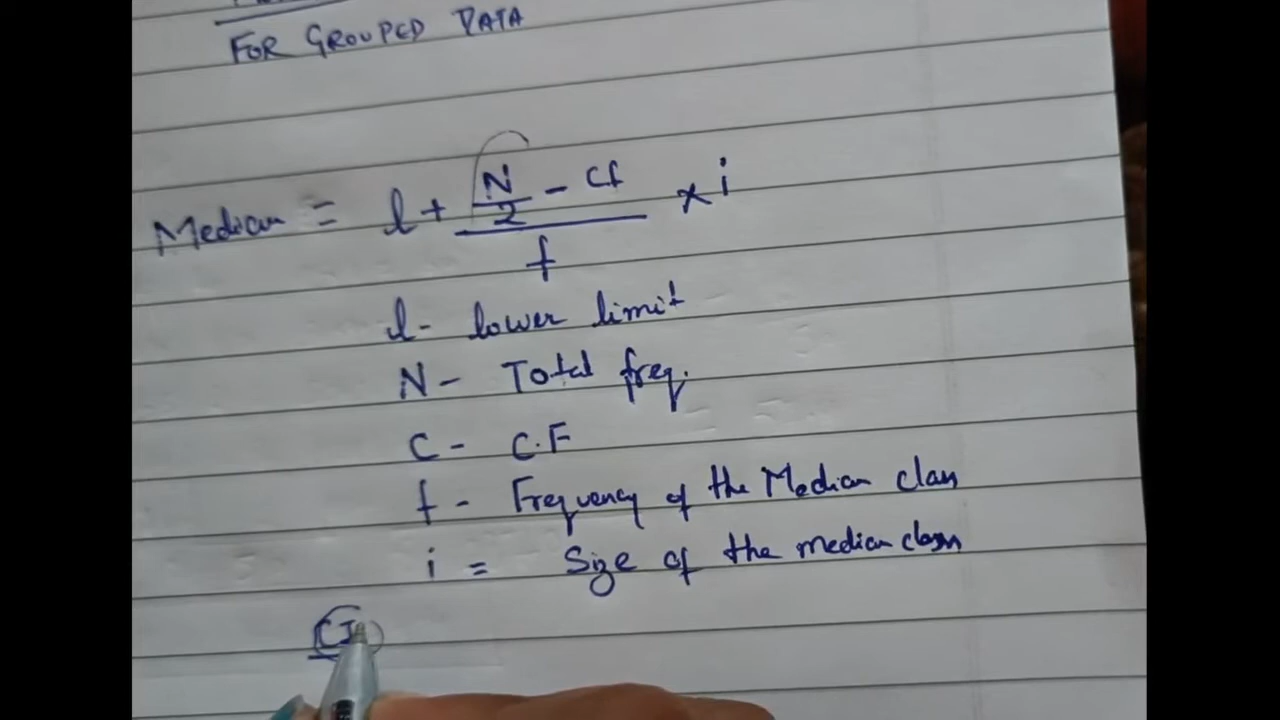 FOR GROUPED DATA
Median = l + (N/2 - cf)/f × i
l - lower limit
N - Total freq.
C - C.F
f - Frequency of the Median class
i = Size of the median class
CI